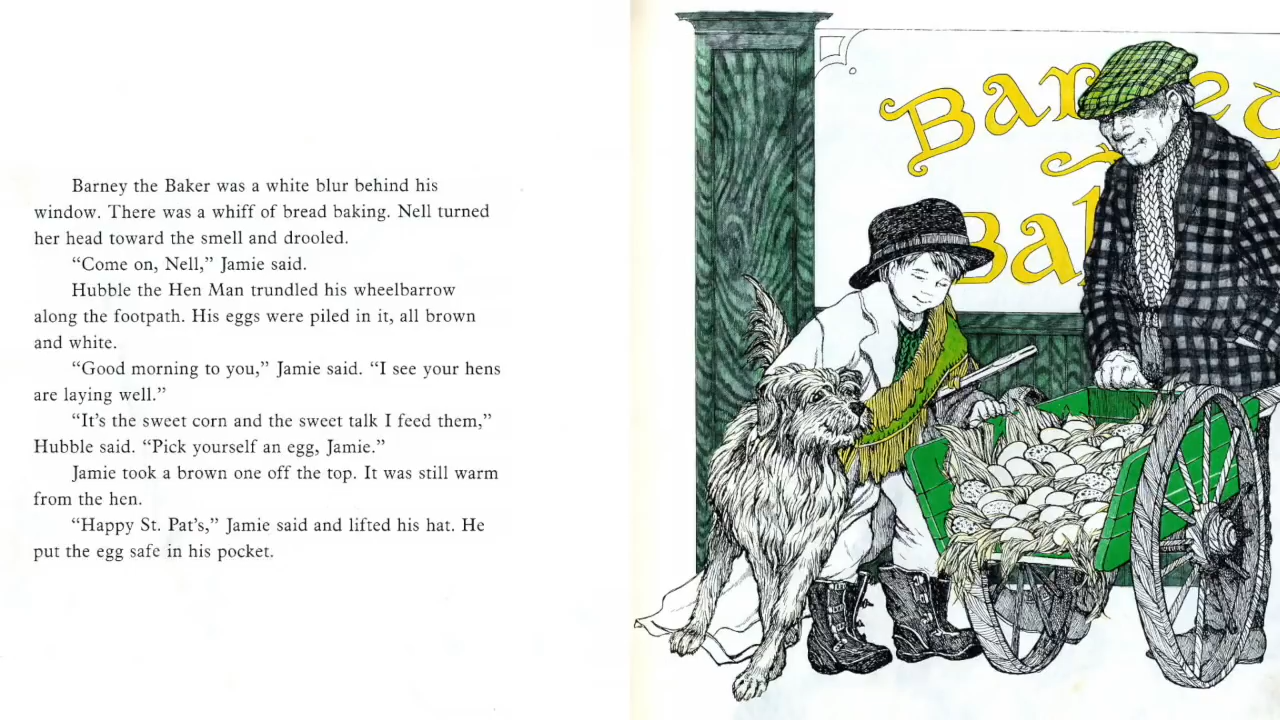 Barney the Baker was a white blur behind his
window. There was a whiff of bread baking. Nell turned
her head toward the smell and drooled.
“Come on, Nell,” Jamie said.
Hubble the Hen Man trundled his wheelbarrow
along the footpath. His eggs were piled in it, all brown
and white.
“Good morning to you,” Jamie said. “I see your hens
are laying well.”
“It’s the sweet corn and the sweet talk I feed them,”
Hubble said. “Pick yourself an egg, Jamie.”
Jamie took a brown one off the top. It was still warm
from the hen.
“Happy St. Pat’s,” Jamie said and lifted his hat. He
put the egg safe in his pocket.